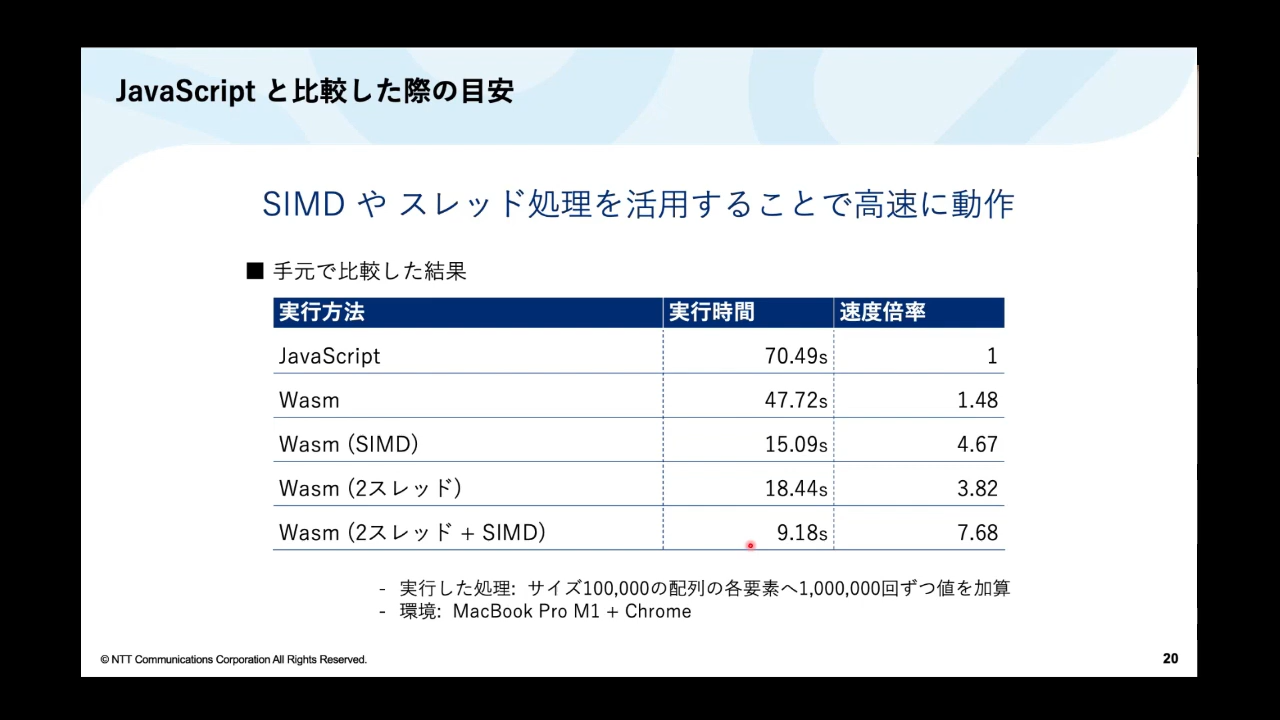 JavaScript と比較した際の目安
SIMD や スレッド処理を活用することで高速に動作
■ 手元で比較した結果
実行方法 実行時間 速度倍率
JavaScript 70.49s 1
Wasm 47.72s 1.48
Wasm (SIMD) 15.09s 4.67
Wasm (2スレッド) 18.44s 3.82
Wasm (2スレッド + SIMD) 9.18s 7.68
- 実行した処理: サイズ100,000の配列の各要素へ1,000,000回ずつ値を加算
- 環境: MacBook Pro M1 + Chrome
© NTT Communications Corporation All Rights Reserved.
20